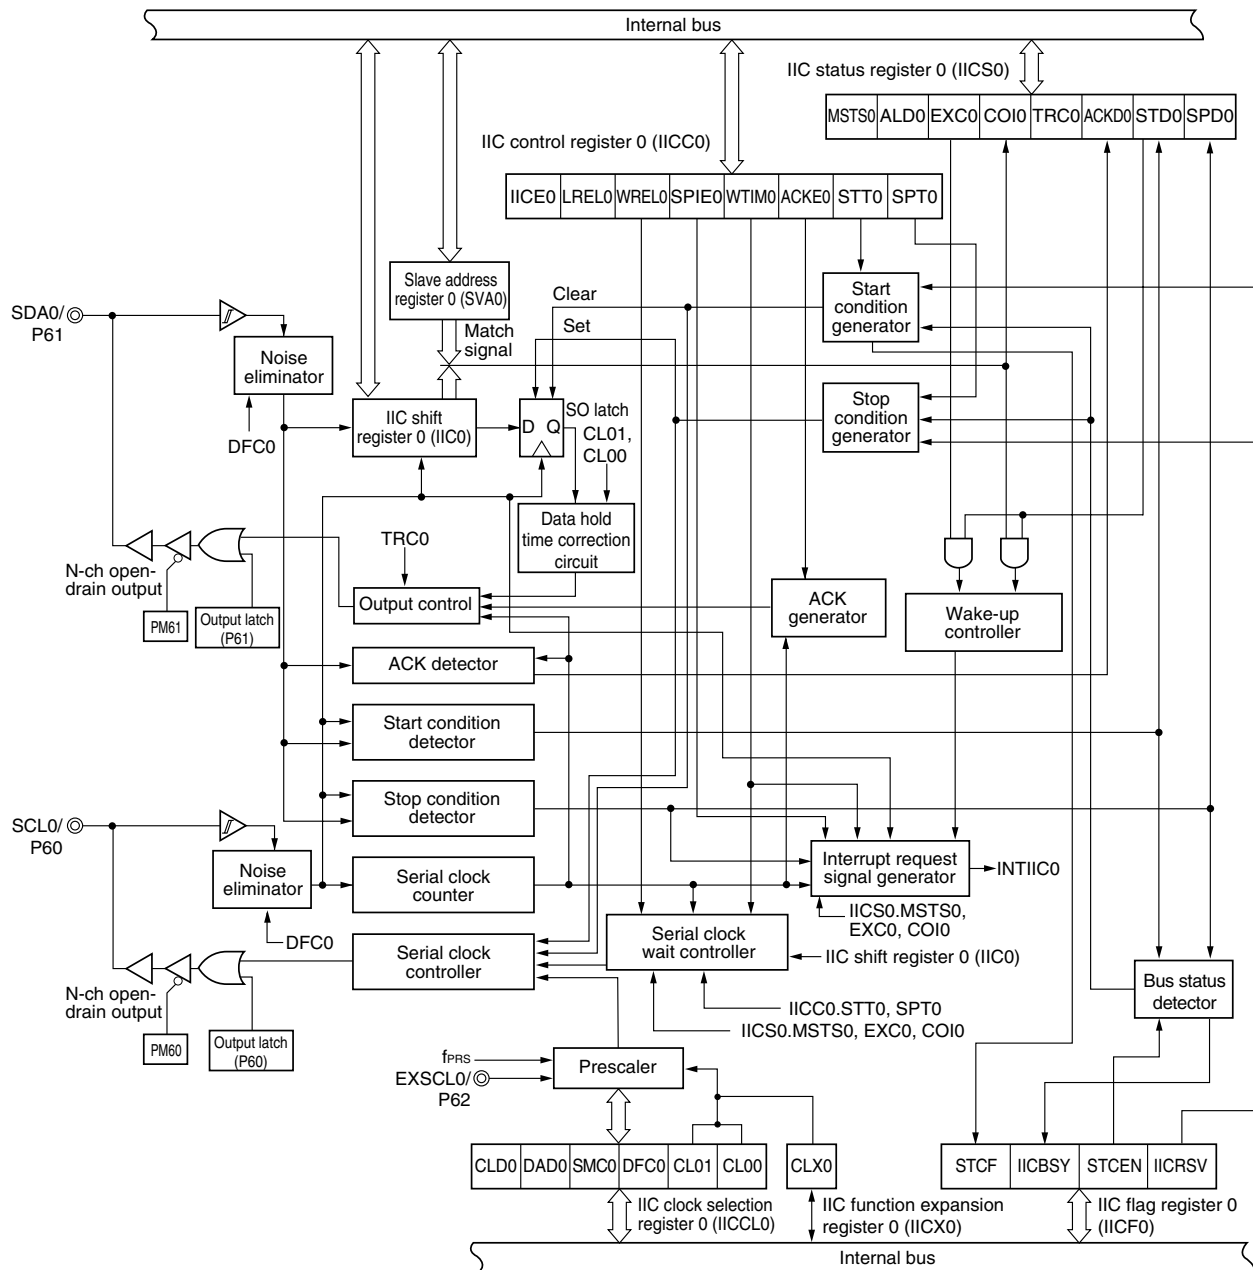 Internal bus
IIC status register 0 (IICS0)
MSTS0 ALD0 EXC0 COI0 TRC0 ACKD0 STD0 SPD0
IIC control register 0 (IICC0)
IICE0 LREL0 WREL0 SPIE0 WTIM0 ACKE0 STT0 SPT0
Slave address
register 0 (SVA0)
Clear
Set
Match
signal
Start
condition
generator
SDA0/
P61
Noise
eliminator
DFC0
IIC shift
register 0 (IIC0)
D Q
SO latch
CL01,
CL00
Stop
condition
generator
Data hold
time correction
circuit
TRC0
N-ch open-
drain output
PM61
Output latch
(P61)
Output control
ACK
generator
Wake-up
controller
ACK detector
Start condition
detector
Stop condition
detector
SCL0/
P60
Noise
eliminator
DFC0
Serial clock
counter
Interrupt request
signal generator
INTIIC0
IICS0.MSTS0,
EXC0, COI0
Serial clock
controller
Serial clock
wait controller
IIC shift register 0 (IIC0)
Bus status
detector
N-ch open-
drain output
PM60
Output latch
(P60)
IICC0.STT0, SPT0
IICS0.MSTS0, EXC0, COI0
fPRS
EXSCL0/
P62
Prescaler
CLD0 DAD0 SMC0 DFC0 CL01 CL00
CLX0
STCF IICBSY STCEN IICRSV
IIC clock selection
register 0 (IICCL0)
IIC function expansion
register 0 (IICX0)
IIC flag register 0
(IICF0)
Internal bus